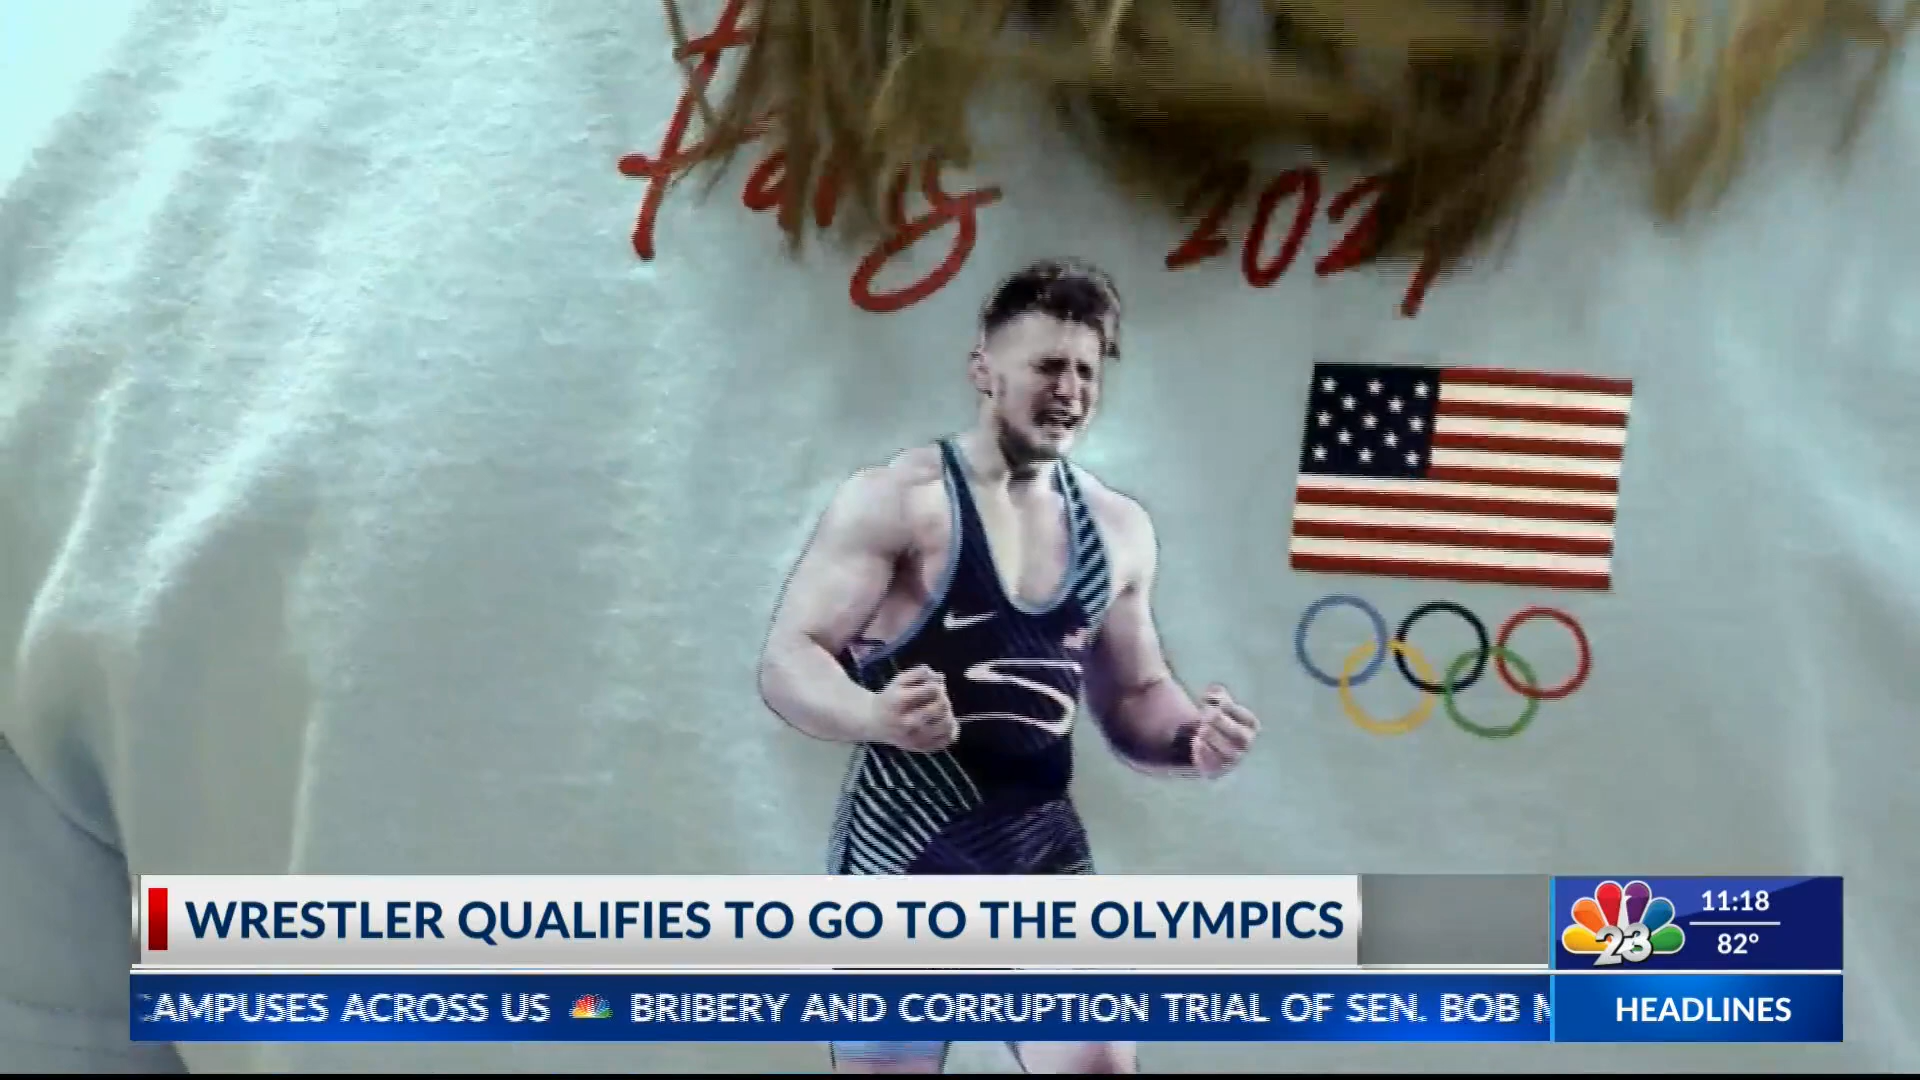 Paris 2024
WRESTLER QUALIFIES TO GO TO THE OLYMPICS
23
11:18
82°
AMPUSES ACROSS US BRIBERY AND CORRUPTION TRIAL OF SEN. BOB
HEADLINES